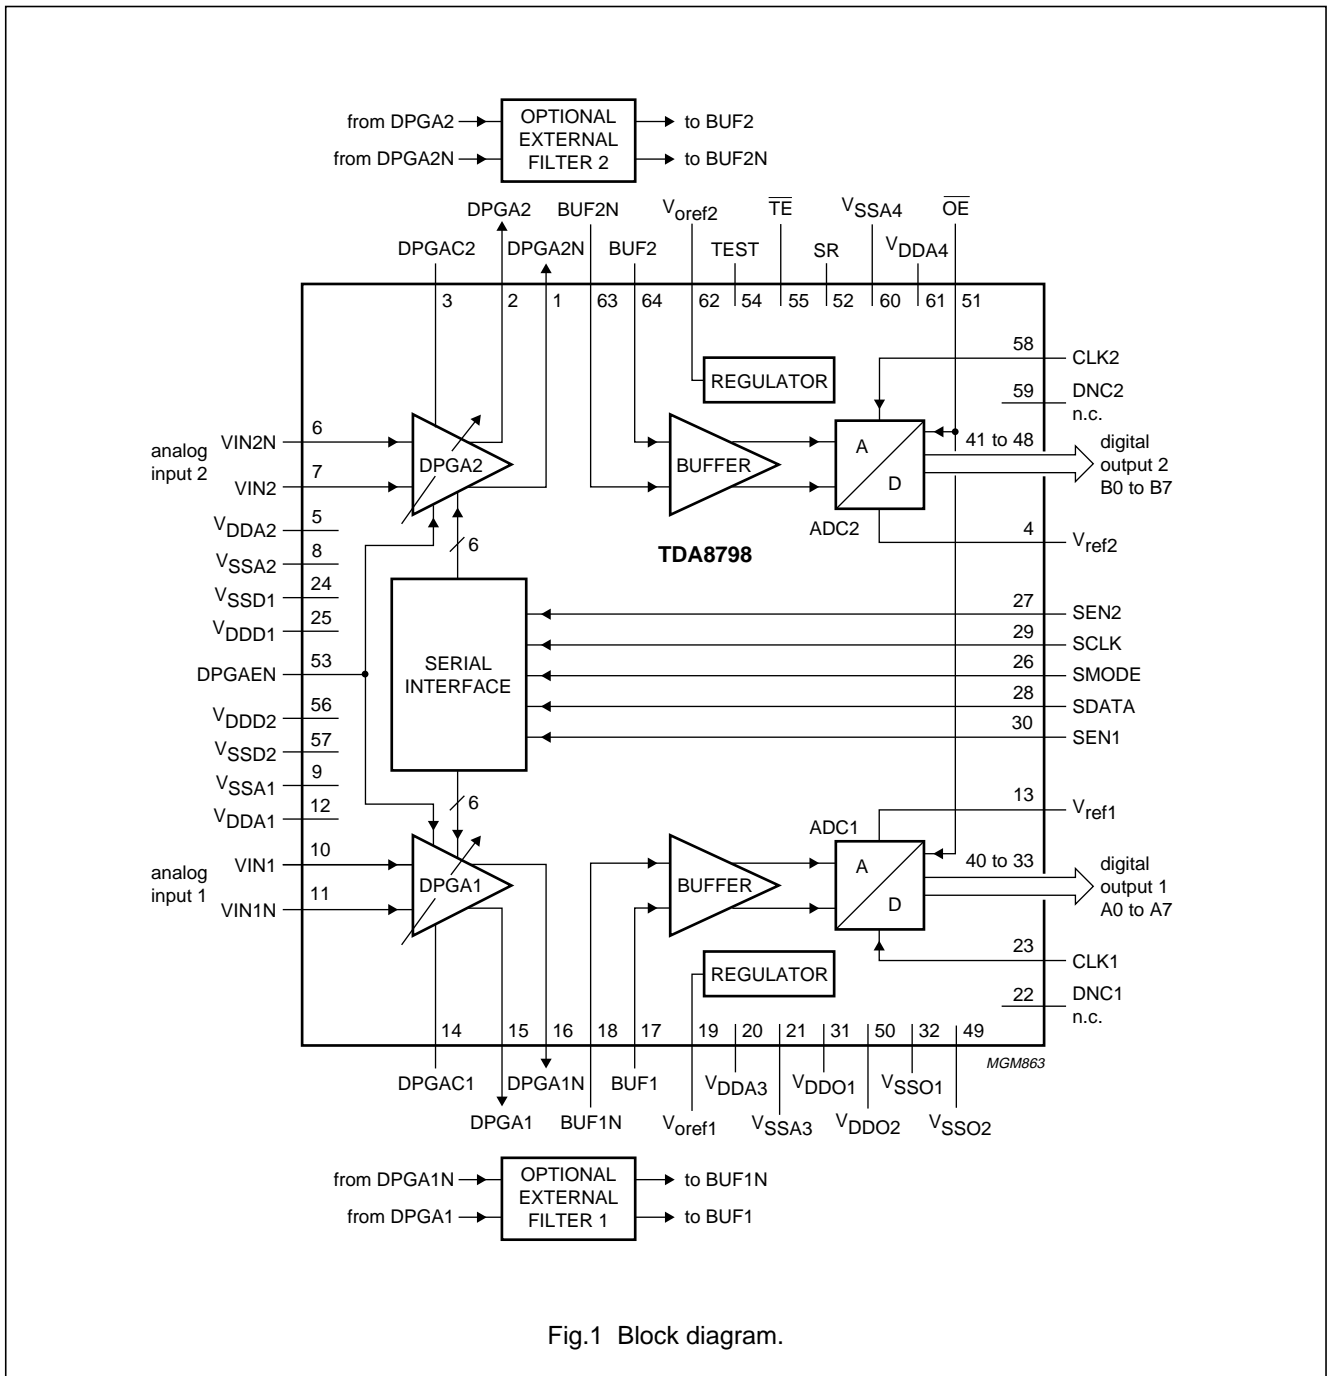 from DPGA2
from DPGA2N
OPTIONAL
EXTERNAL
FILTER 2
to BUF2
to BUF2N
DPGAC2
DPGA2
DPGA2N
BUF2N
BUF2
Voref2
TEST
TE
SR
VSSA4
VDDA4
OE
3
2
1
63
64
62
54
55
52
60
61
51
58
CLK2
59
DNC2
n.c.
REGULATOR
analog
input 2
VIN2N
6
VIN2
7
DPGA2
BUFFER
A
D
ADC2
41 to 48
digital
output 2
B0 to B7
4
Vref2
VDDA2
5
VSSA2
8
VSSD1
24
VDDD1
25
DPGAEN
53
VDDD2
56
VSSD2
57
VSSA1
9
VDDA1
12
6
TDA8798
SERIAL
INTERFACE
27
SEN2
29
SCLK
26
SMODE
28
SDATA
30
SEN1
6
13
Vref1
analog
input 1
VIN1
10
VIN1N
11
DPGA1
BUFFER
ADC1
A
D
40 to 33
digital
output 1
A0 to A7
23
CLK1
22
DNC1
n.c.
REGULATOR
14
15
16
18
17
19
20
21
31
50
32
49
MGM863
DPGAC1
DPGA1
DPGA1N
BUF1N
BUF1
Voref1
VDDA3
VSSA3
VDDO1
VDDO2
VSSO1
VSSO2
from DPGA1N
from DPGA1
OPTIONAL
EXTERNAL
FILTER 1
to BUF1N
to BUF1
Fig.1 Block diagram.